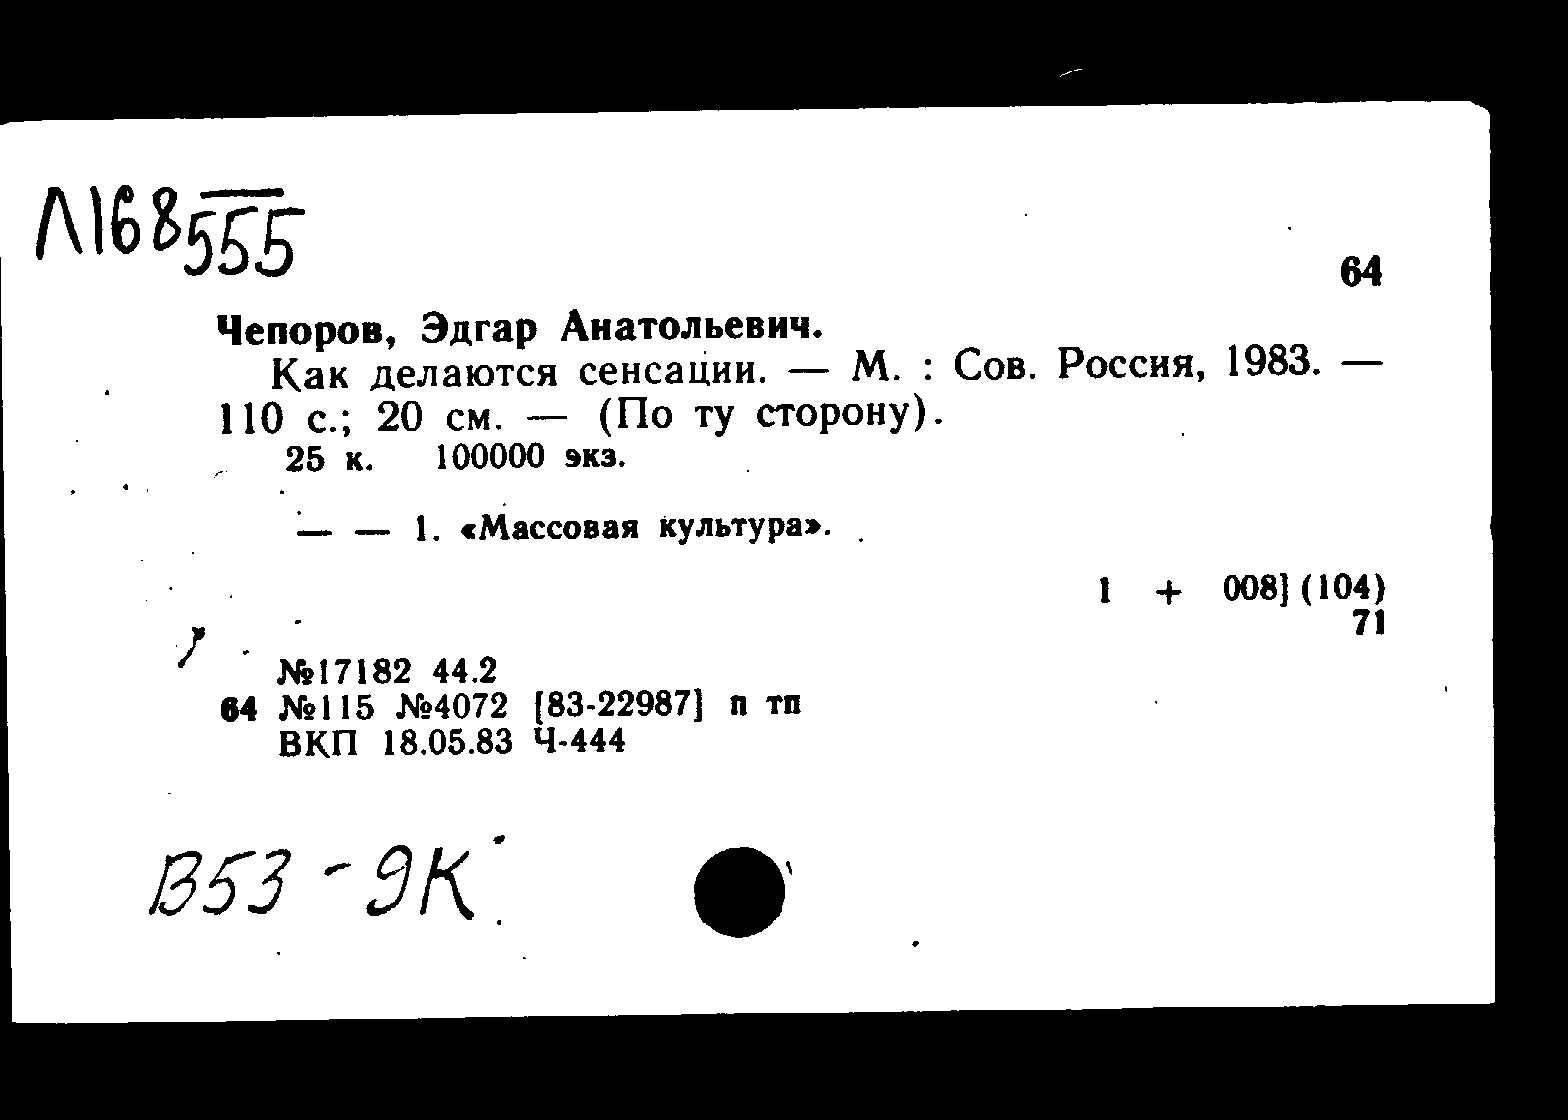 Л168555
64
Чепоров, Эдгар Анатольевич.
Как делаются сенсации. — М. : Сов. Россия, 1983. —
110 с.; 20 см. — (По ту сторону).
25 к. 100000 экз.
— — 1. «Массовая культура».
1 + 008] (104)
71
№17182 44.2
64 №115 №4072 [83-22987] п тп
ВКП 18.05.83 Ч-444
В53-9К